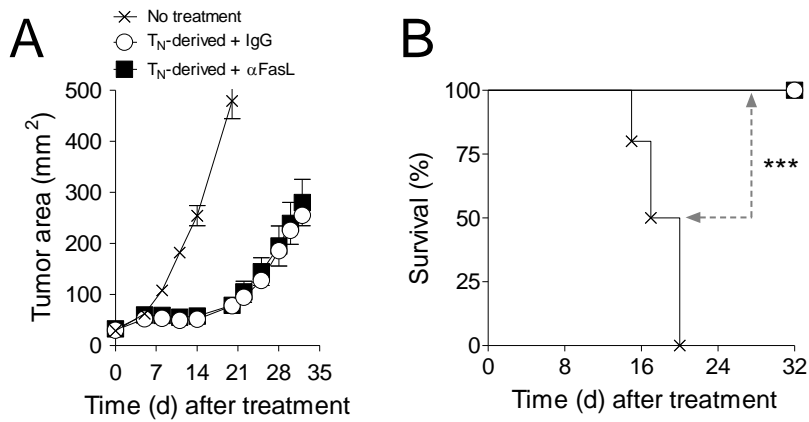 No treatment
T_N-derived + IgG
T_N-derived + αFasL
A
500
400
300
200
100
0
Tumor area (mm²)
0 7 14 21 28 35
Time (d) after treatment
B
100
75
50
25
0
Survival (%)
***
0 8 16 24 32
Time (d) after treatment